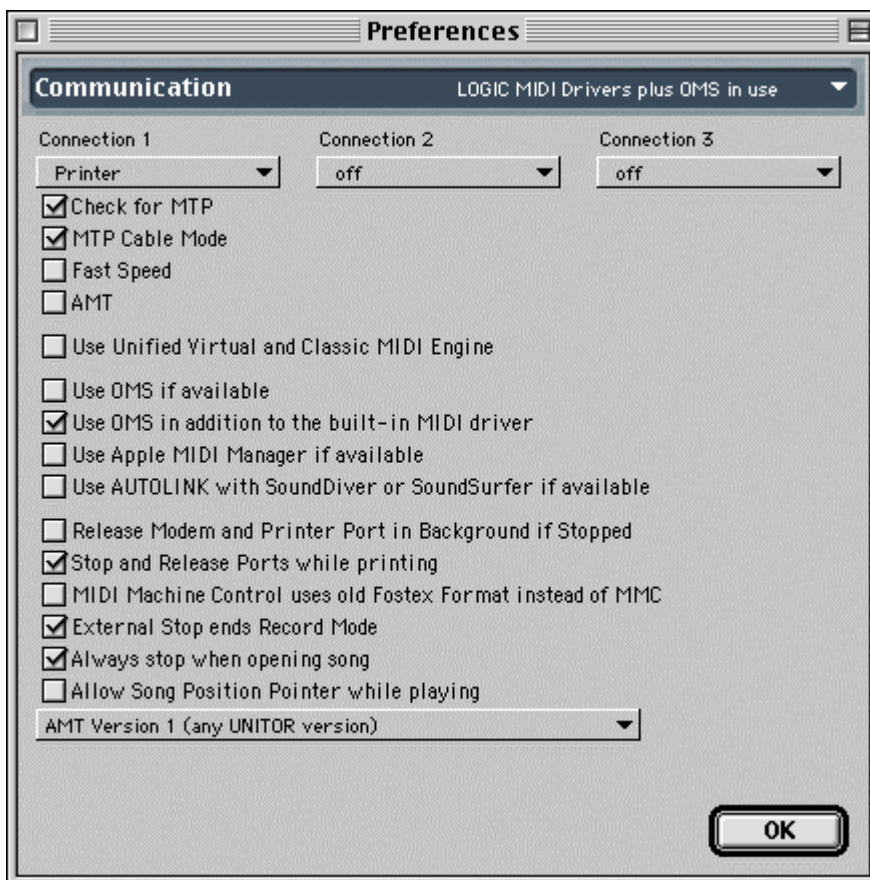 Preferences
Communication LOGIC MIDI Drivers plus OMS in use
Connection 1 Connection 2 Connection 3
Printer off off
Check for MTP
MTP Cable Mode
Fast Speed
AMT
Use Unified Virtual and Classic MIDI Engine
Use OMS if available
Use OMS in addition to the built-in MIDI driver
Use Apple MIDI Manager if available
Use AUTOLINK with SoundDiver or SoundSurfer if available
Release Modem and Printer Port in Background if Stopped
Stop and Release Ports while printing
MIDI Machine Control uses old Fostex Format instead of MMC
External Stop ends Record Mode
Always stop when opening song
Allow Song Position Pointer while playing
AMT Version 1 (any UNITOR version)
OK